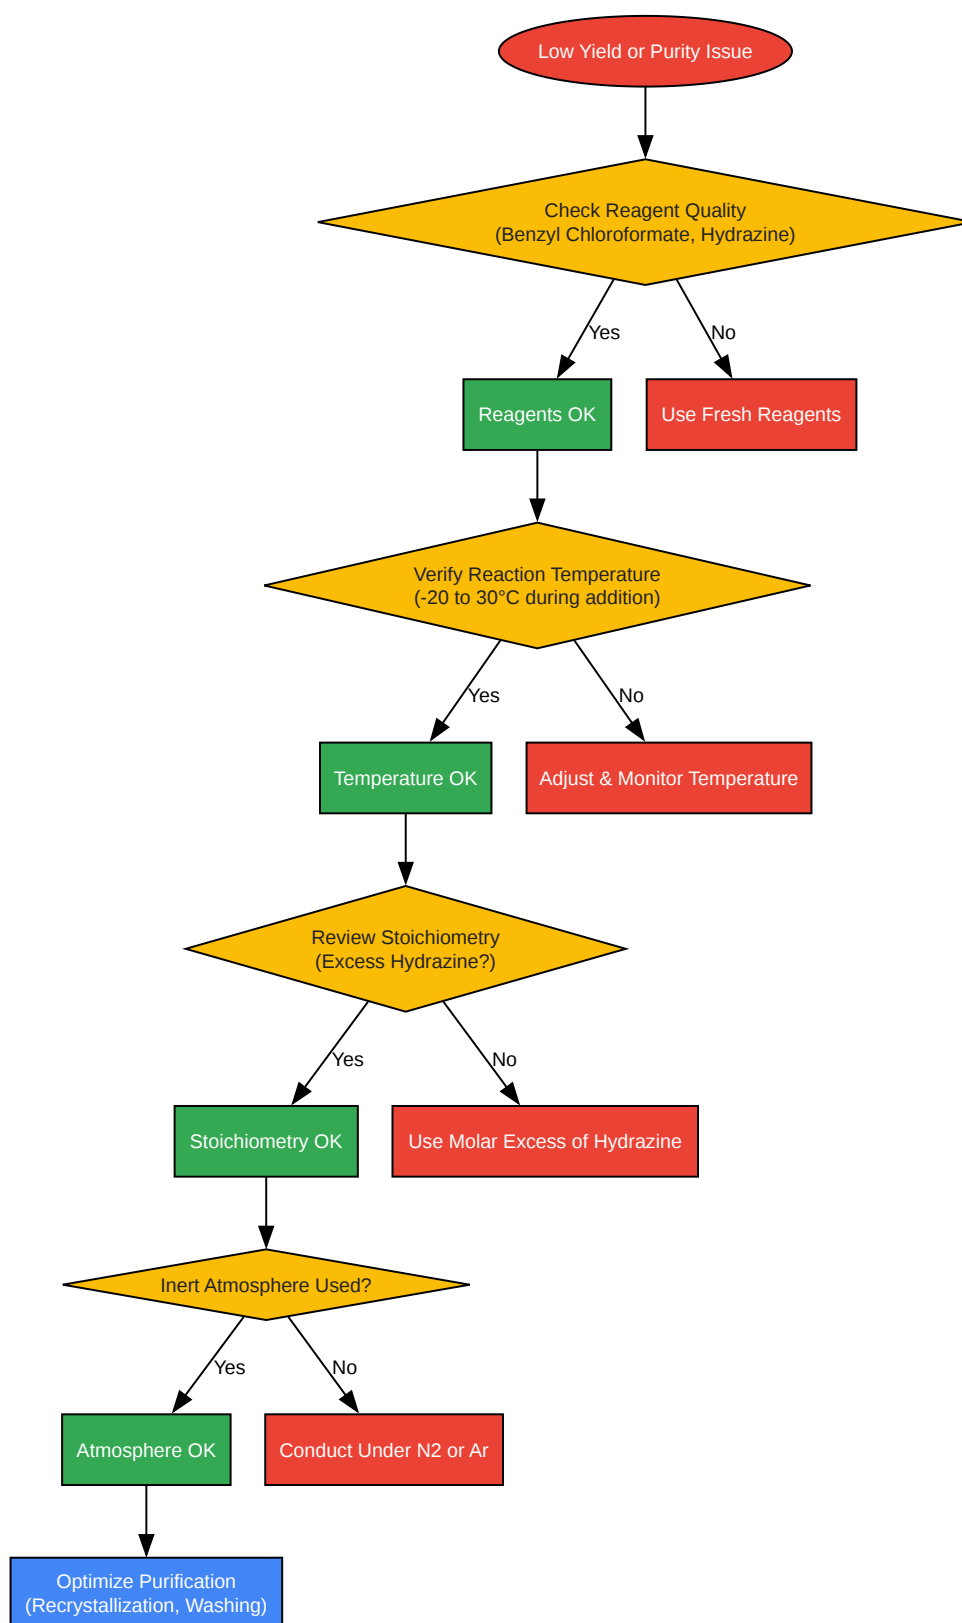 Low Yield or Purity Issue
Check Reagent Quality
(Benzyl Chloroformate, Hydrazine)
Yes
No
Reagents OK
Use Fresh Reagents
Verify Reaction Temperature
(-20 to 30°C during addition)
Yes
No
Temperature OK
Adjust & Monitor Temperature
Review Stoichiometry
(Excess Hydrazine?)
Yes
No
Stoichiometry OK
Use Molar Excess of Hydrazine
Inert Atmosphere Used?
Yes
No
Atmosphere OK
Conduct Under N2 or Ar
Optimize Purification
(Recrystallization, Washing)